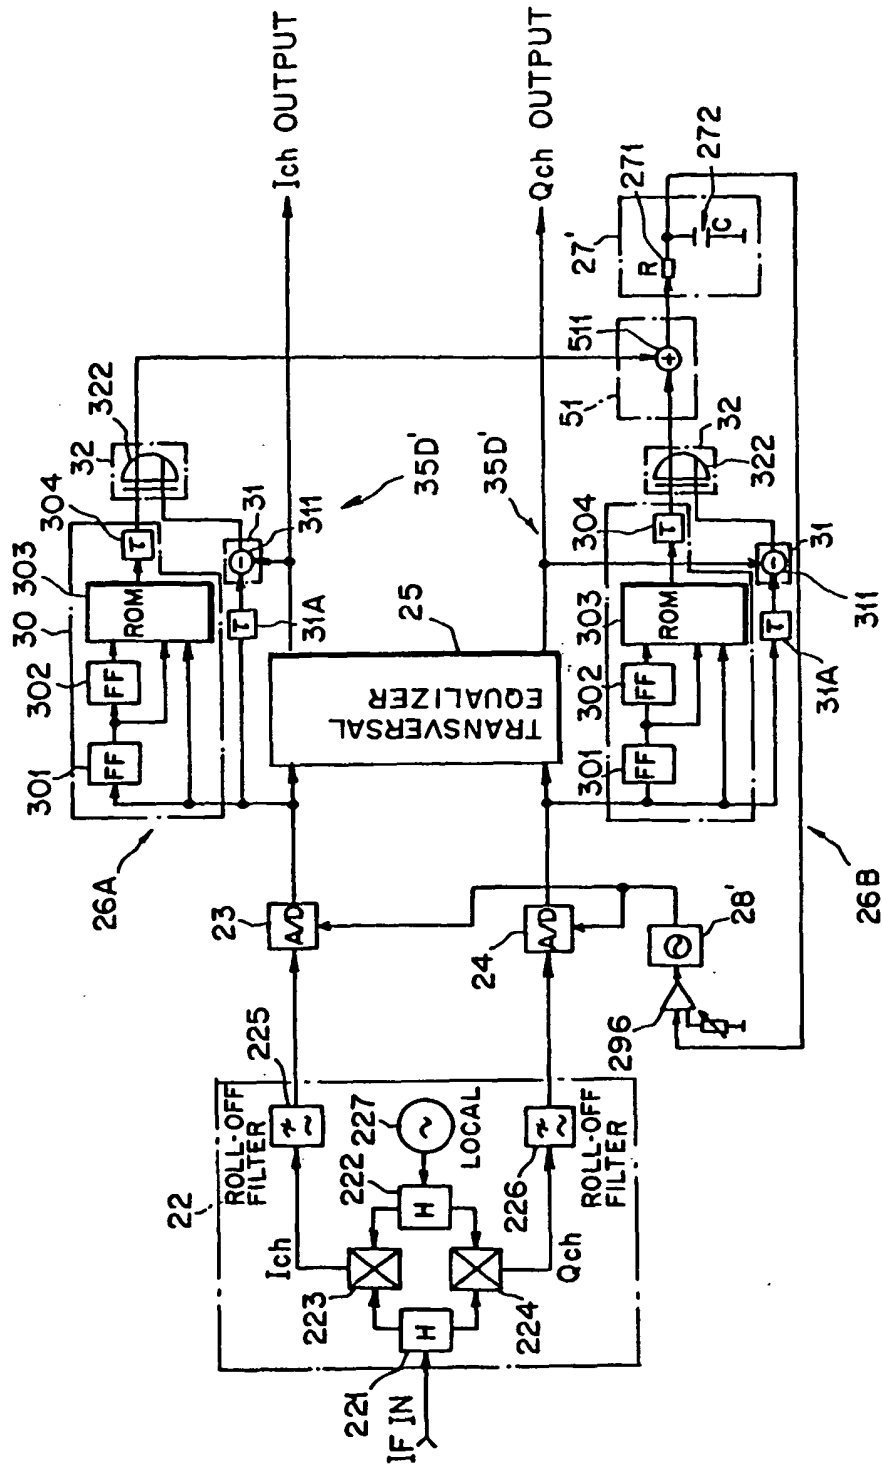 IF IN
221
H
22
223
224
Ich
Qch
222
H
227
~
LOCAL
ROLL-OFF
FILTER
225
226
ROLL-OFF
FILTER
296
28'
23
A/D
24
A/D
26A
26B
TRANSVERSAL
EQUALIZER
25
301
FF
302
FF
30
303
ROM
304
τ
31A
τ
31
311
-
32
322
35D'
35D'
301
FF
302
FF
303
ROM
304
τ
31A
τ
31
311
-
32
322
51
511
+
27'
R
271
C
272
Ich OUTPUT
Qch OUTPUT